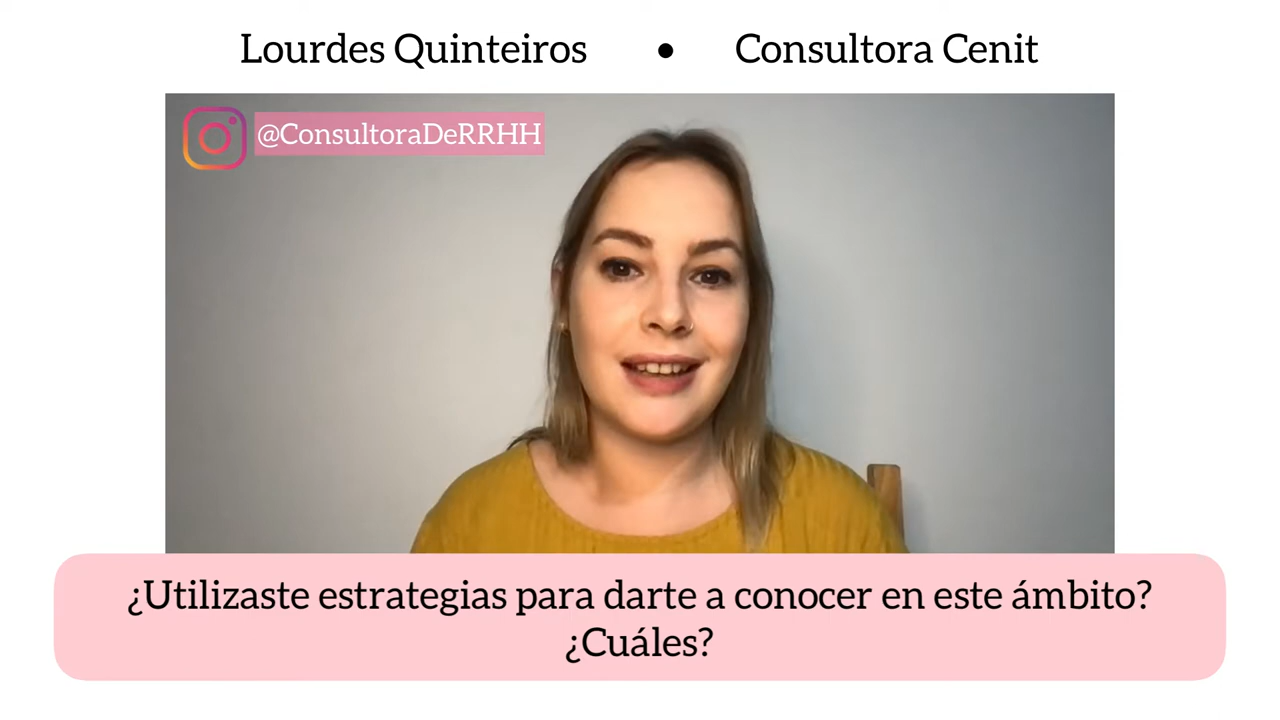 Lourdes Quinteiros • Consultora Cenit
@ConsultoraDeRRHH
¿Utilizaste estrategias para darte a conocer en este ámbito?
¿Cuáles?